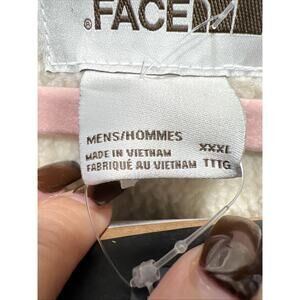 FACE
®
MENS/HOMMES XXXL
MADE IN VIETNAM
FABRIQUÉ AU VIETNAM TTTG